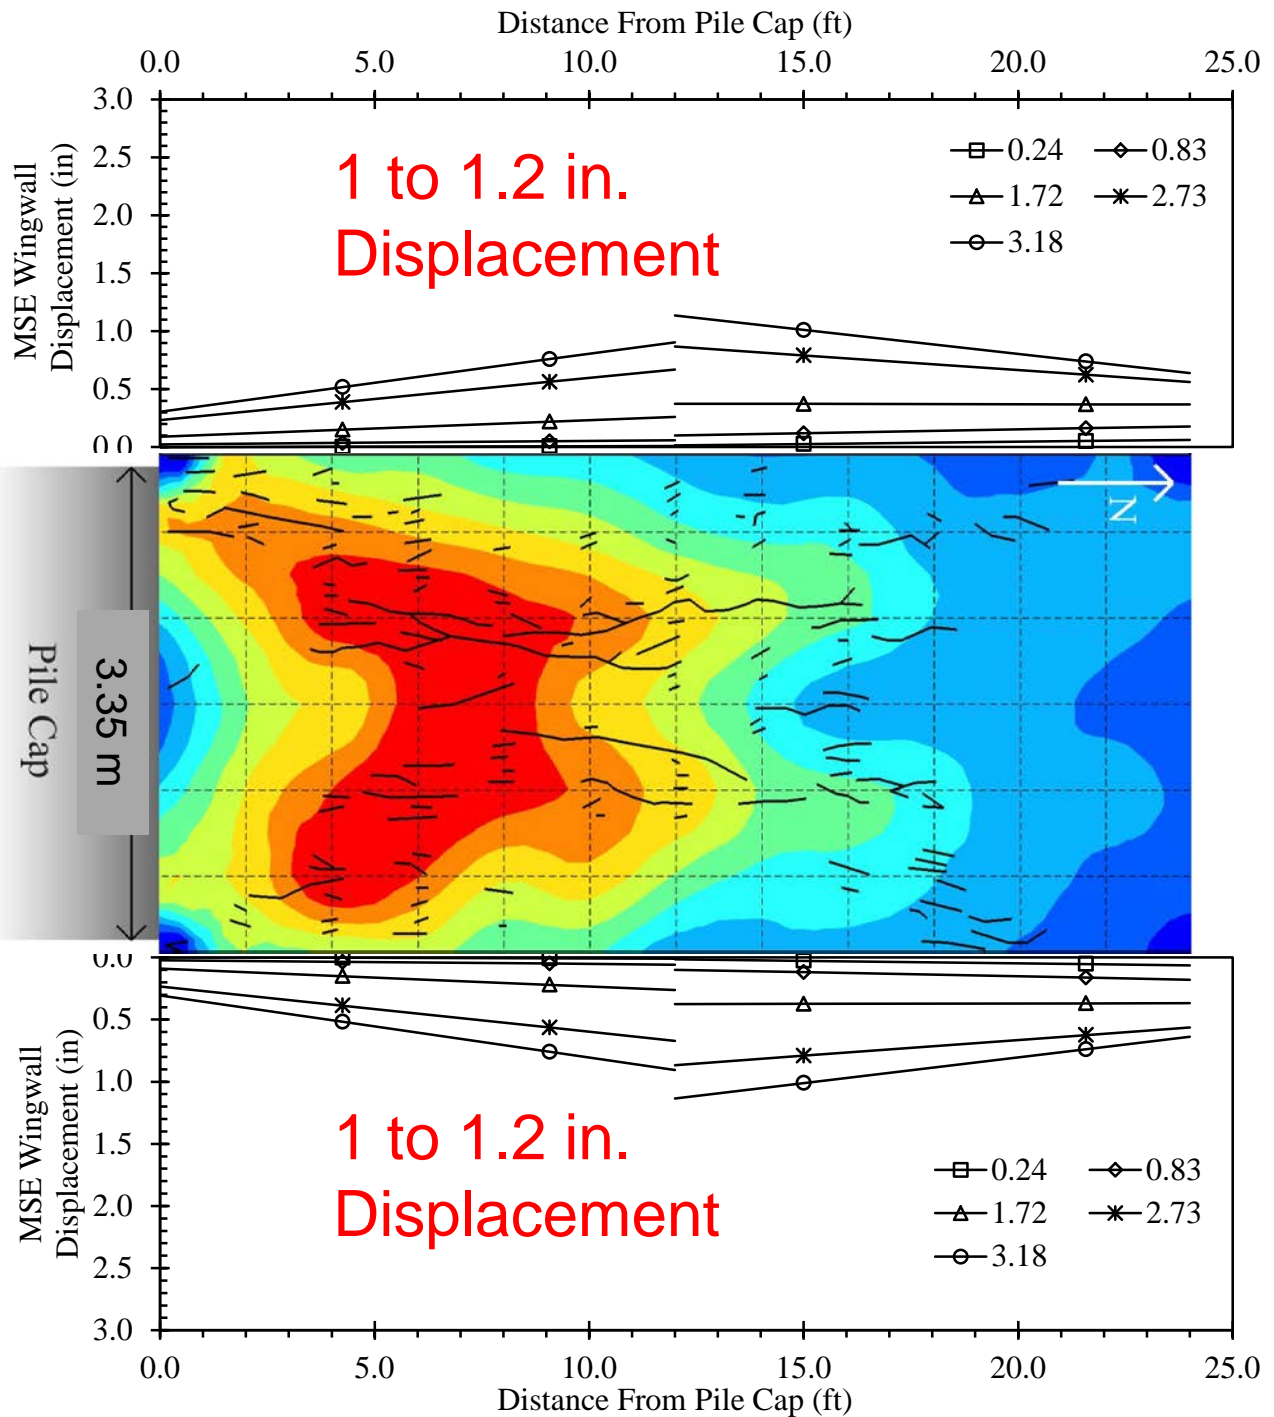 Distance From Pile Cap (ft)
0.0 5.0 10.0 15.0 20.0 25.0
3.0
2.5
2.0
1.5
1.0
0.5
0.0
MSE Wingwall
Displacement (in)
1 to 1.2 in.
Displacement
0.24 0.83
1.72 2.73
3.18
N
Pile Cap
3.35 m
0.0
0.5
1.0
1.5
2.0
2.5
3.0
MSE Wingwall
Displacement (in)
1 to 1.2 in.
Displacement
0.24 0.83
1.72 2.73
3.18
0.0 5.0 10.0 15.0 20.0 25.0
Distance From Pile Cap (ft)